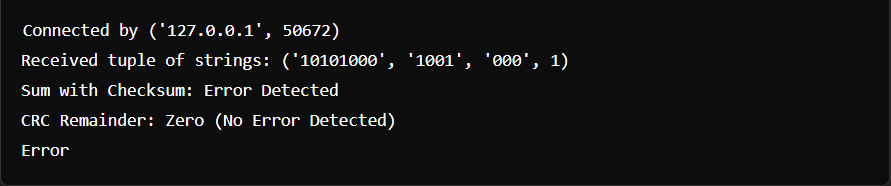 Connected by ('127.0.0.1', 50672)
Received tuple of strings: ('10101000', '1001', '000', 1)
Sum with Checksum: Error Detected
CRC Remainder: Zero (No Error Detected)
Error